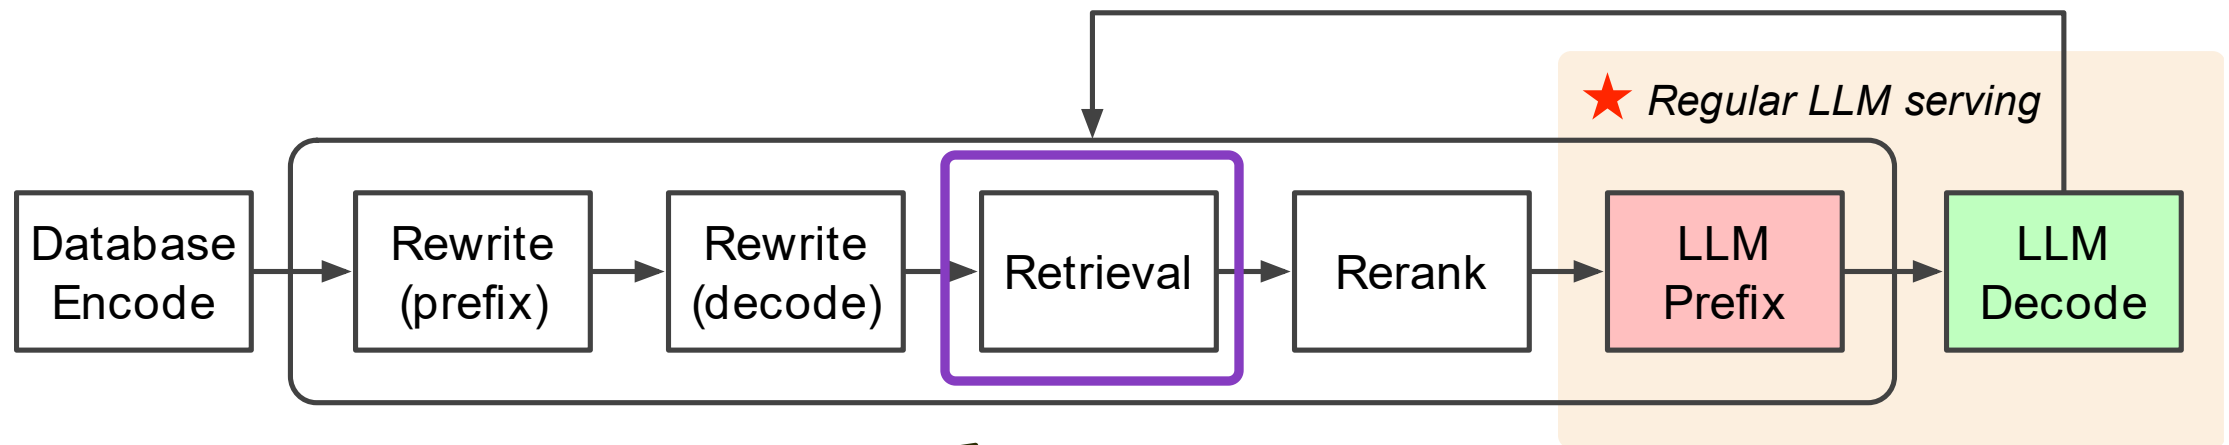 Regular LLM serving
Database
Encode
Rewrite
(prefix)
Rewrite
(decode)
Retrieval
Rerank
LLM
Prefix
LLM
Decode